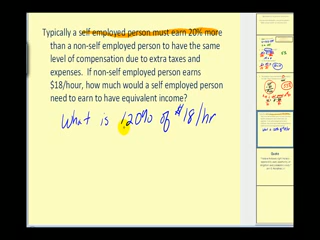 Typically a self employed person must earn 20% more
than a non-self employed person to have the same
level of compensation due to extra taxes and
expenses. If non-self employed person earns
$18/hour, how much would a self employed person
need to earn to have equivalent income?
What is 120% of $18/hr